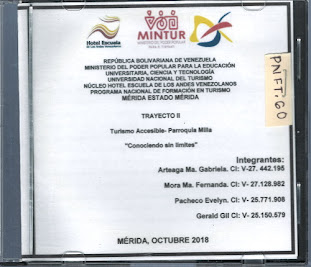 Hotel Escuela
MINTUR
REPÚBLICA BOLIVARIANA DE VENEZUELA
MINISTERIO DEL PODER POPULAR PARA LA EDUCACIÓN
UNIVERSITARIA, CIENCIA Y TECNOLOGÍA
UNIVERSIDAD NACIONAL DEL TURISMO
NÚCLEO HOTEL ESCUELA DE LOS ANDES VENEZOLANOS
PROGRAMA NACIONAL DE FORMACIÓN EN TURISMO
MÉRIDA ESTADO MÉRIDA
PNFT:60
TRAYECTO II
Turismo Accesible- Parroquia Milla
"Conociendo sin limites"
Integrantes:
Arteaga Ma. Gabriela. CI: V-27. 442.195
Mora Ma. Fernanda. CI: V- 27.128.982
Pacheco Evelyn. CI: V- 25.771.908
Gerald Gil CI: V- 25.150.579
MÉRIDA, OCTUBRE 2018